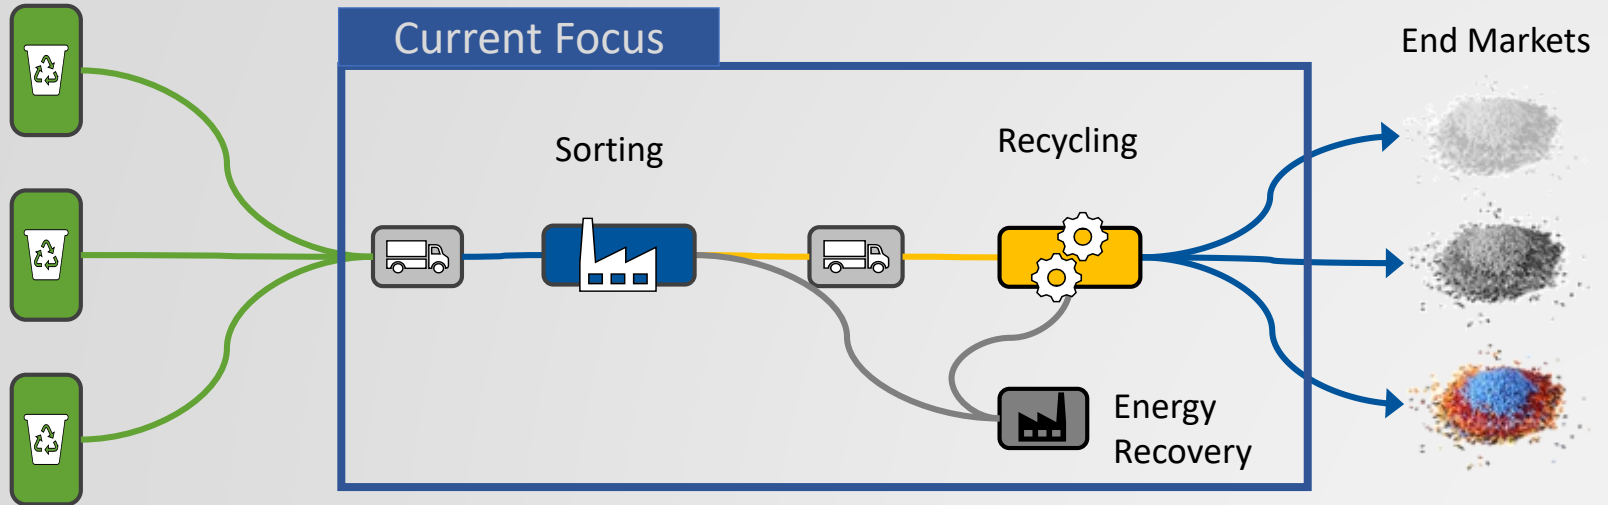 Current Focus
End Markets
Sorting
Recycling
Energy
Recovery